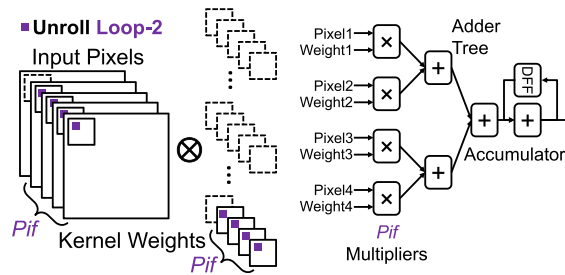 Unroll Loop-2
Input Pixels
Pif
Kernel Weights
Pif
Pixel1
Weight1
Pixel2
Weight2
Pixel3
Weight3
Pixel4
Weight4
×
×
×
×
Pif
Multipliers
Adder
Tree
+
+
+
+
DFF
Accumulator